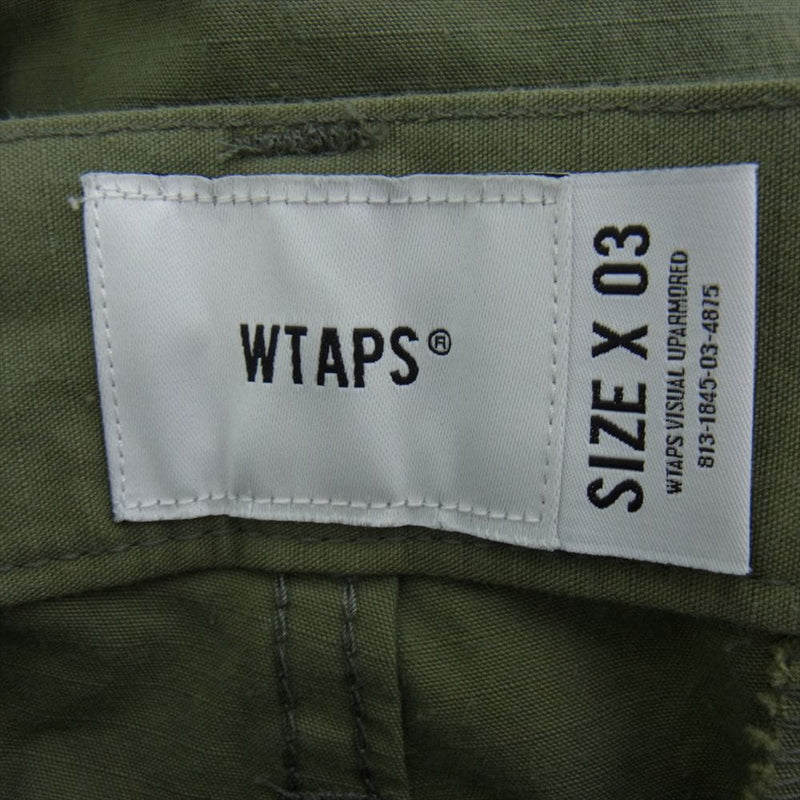 WTAPS®
SIZE X 03
WTAPS VISUAL UPARMORED
813-1845-03-4875